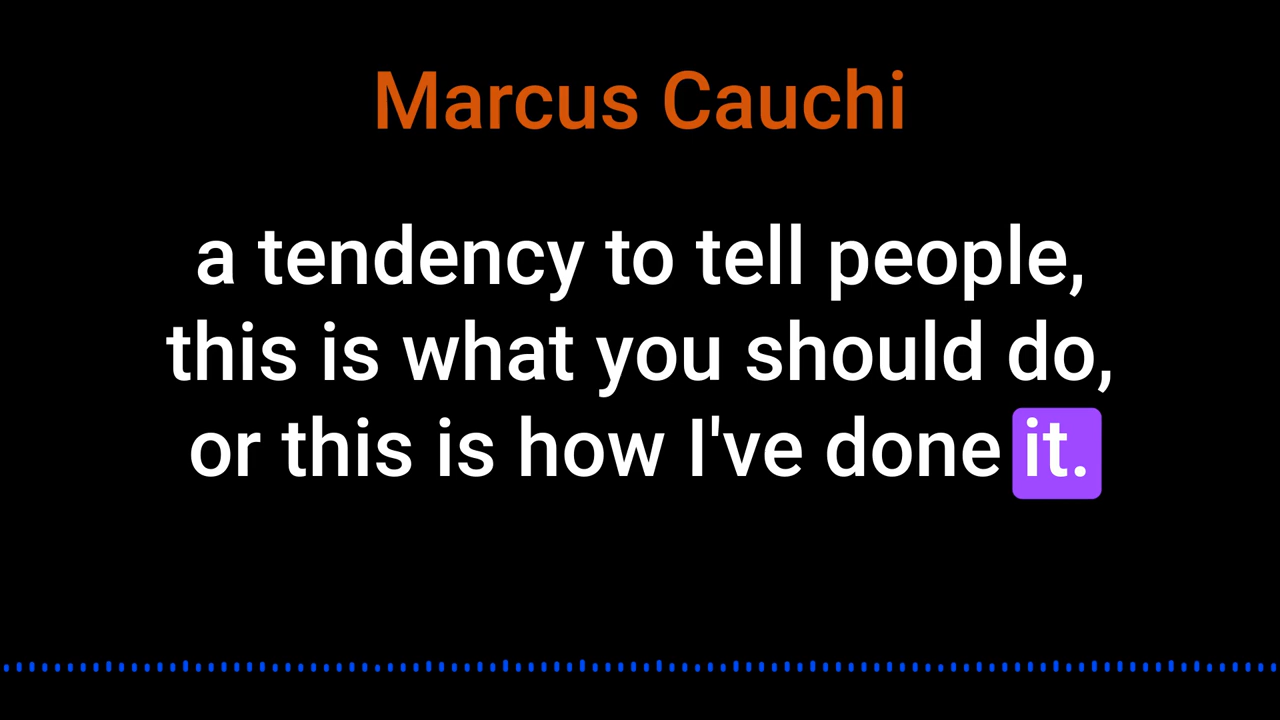 Marcus Cauchi
a tendency to tell people,
this is what you should do,
or this is how I've done it.